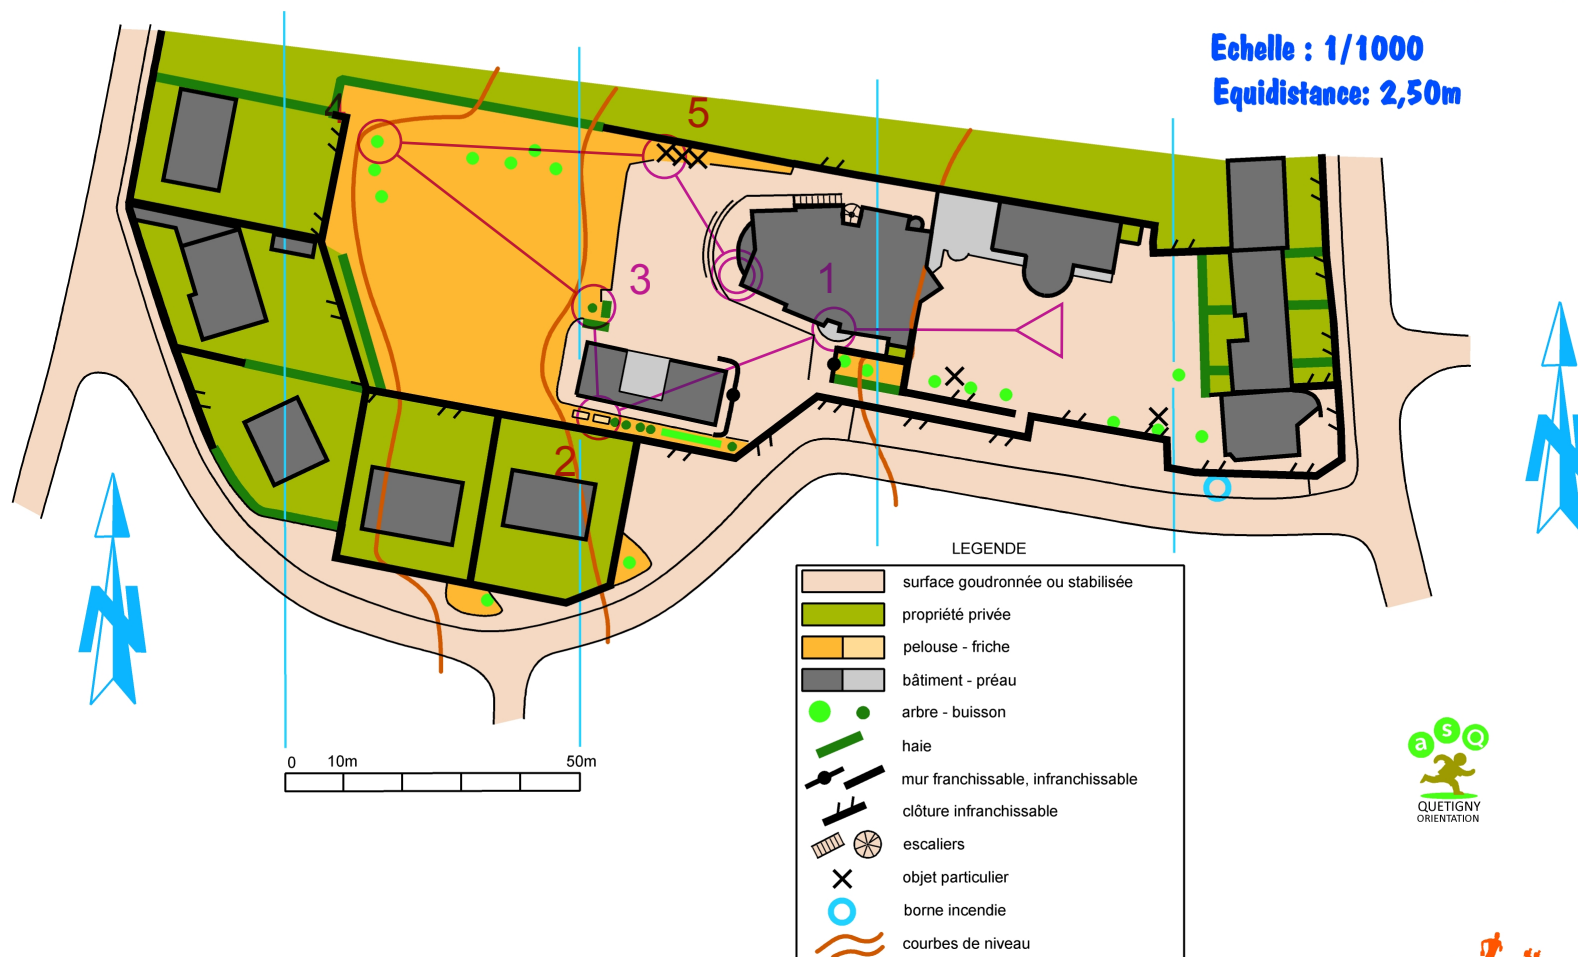 Echelle : 1/1000
Equidistance: 2,50m
4
5
3
1
2
N
N
LEGENDE
surface goudronnée ou stabilisée
propriété privée
pelouse - friche
bâtiment - préau
arbre - buisson
haie
mur franchissable, infranchissable
clôture infranchissable
escaliers
objet particulier
borne incendie
courbes de niveau
0 10m 50m
asQ
QUETIGNY
ORIENTATION